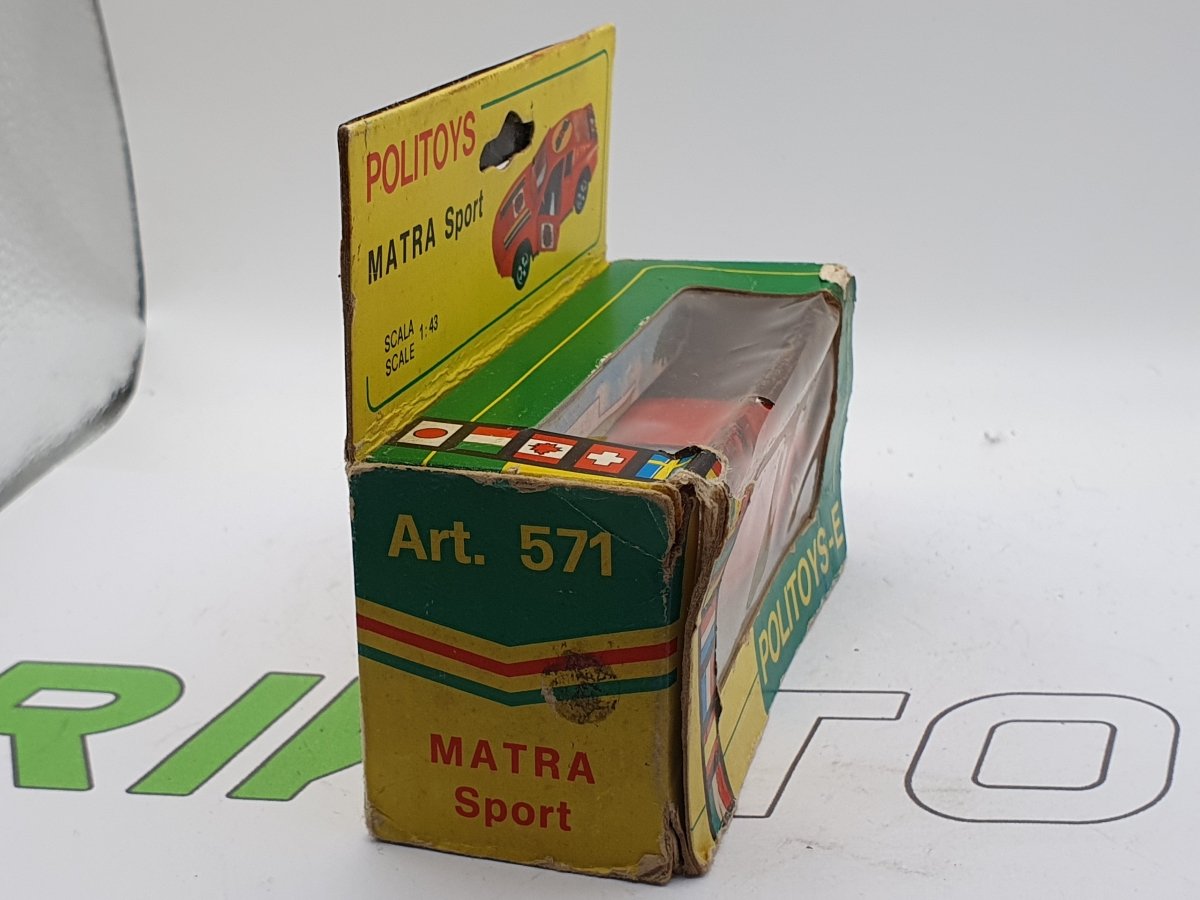 POLITOYS
MATRA Sport
SCALA
SCALE 1:43
Art. 571
MATRA
Sport
POLITOYS-E